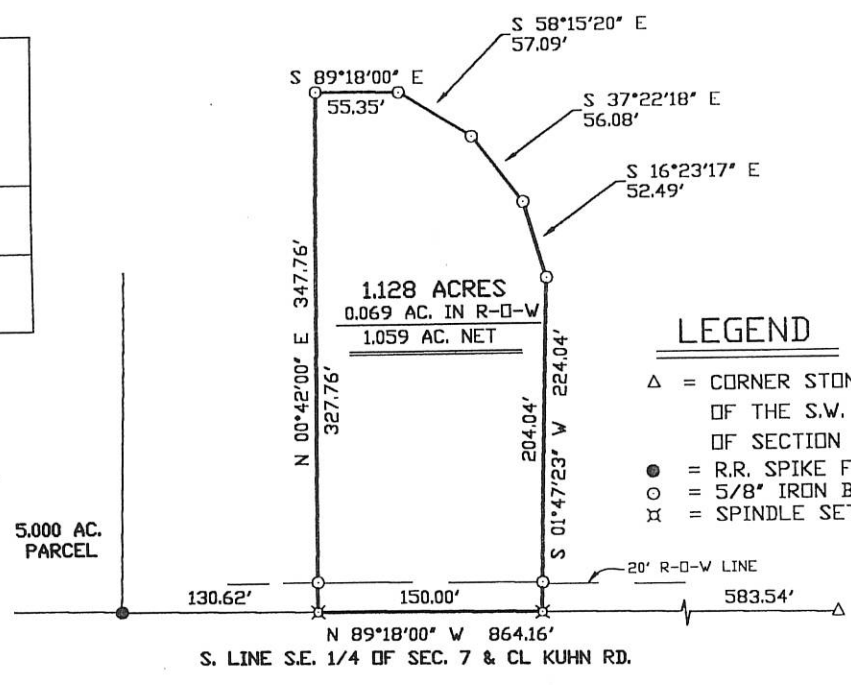 S 58°15'20" E
57.09'
S 89°18'00" E
55.35'
S 37°22'18" E
56.08'
S 16°23'17" E
52.49'
N 00°42'00" E 347.76'
327.76'
1.128 ACRES
0.069 AC. IN R-O-W
1.059 AC. NET
204.04'
S 01°47'23" W 224.04'
LEGEND
△ = CORNER STON
OF THE S.W.
OF SECTION
● = R.R. SPIKE F
⊙ = 5/8" IRON B
¤ = SPINDLE SET
5.000 AC.
PARCEL
20' R-O-W LINE
130.62'
150.00'
583.54'
N 89°18'00" W 864.16'
S. LINE S.E. 1/4 OF SEC. 7 & CL KUHN RD.